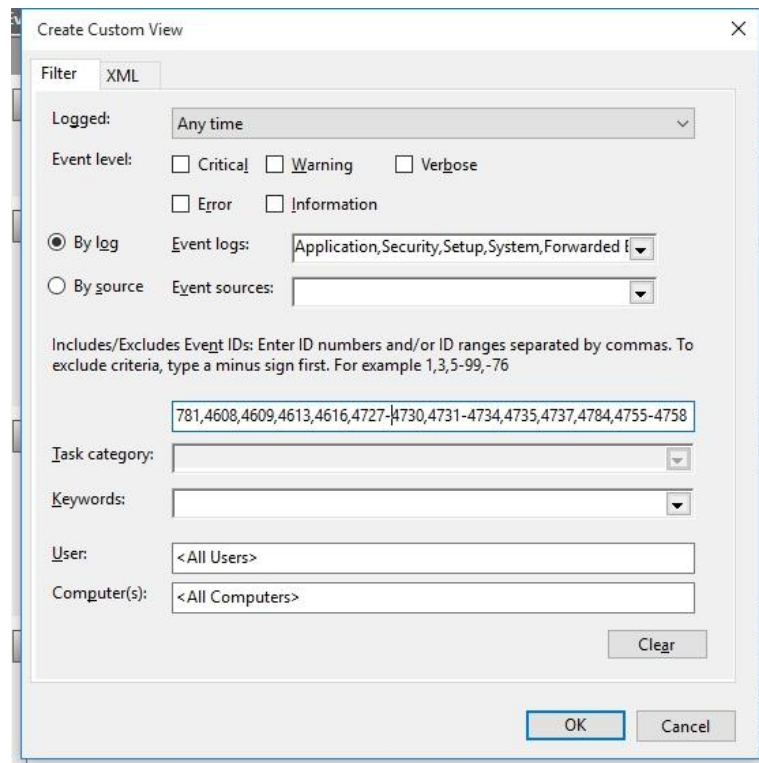 Create Custom View
Filter XML
Logged: Any time
Event level: Critical Warning Verbose
Error Information
By log Event logs: Application,Security,Setup,System,Forwarded E
By source Event sources:
Includes/Excludes Event IDs: Enter ID numbers and/or ID ranges separated by commas. To
exclude criteria, type a minus sign first. For example 1,3,5-99,-76
781,4608,4609,4613,4616,4727-4730,4731-4734,4735,4737,4784,4755-4758
Task category:
Keywords:
User: <All Users>
Computer(s): <All Computers>
Clear
OK Cancel